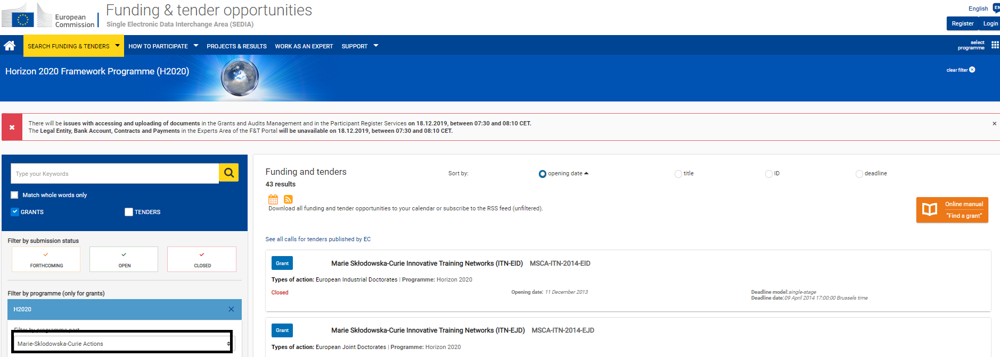 European
Commission
Funding & tender opportunities
Single Electronic Data Interchange Area (SEDIA)
English EN
Register Login
SEARCH FUNDING & TENDERS HOW TO PARTICIPATE PROJECTS & RESULTS WORK AS AN EXPERT SUPPORT
select
programme
Horizon 2020 Framework Programme (H2020)
clear filter
There will be issues with accessing and uploading of documents in the Grants and Audits Management and in the Participant Register Services on 18.12.2019, between 07:30 and 08:10 CET.
The Legal Entity, Bank Account, Contracts and Payments in the Experts Area of the F&T Portal will be unavailable on 18.12.2019, between 07:30 and 08:10 CET.
Type your Keywords
Match whole words only
GRANTS TENDERS
Filter by submission status
FORTHCOMING OPEN CLOSED
Filter by programme (only for grants)
H2020
Filter by programme part
Marie-Sklodowska-Curie Actions
Funding and tenders
43 results
Sort by: opening date title ID deadline
Download all funding and tender opportunities to your calendar or subscribe to the RSS feed (unfiltered).
Online manual
"Find a grant"
See all calls for tenders published by EC
Grant Marie Skłodowska-Curie Innovative Training Networks (ITN-EID) MSCA-ITN-2014-EID
Types of action: European Industrial Doctorates | Programme: Horizon 2020
Closed Opening date: 11 December 2013 Deadline model:single-stage
Deadline date:09 April 2014 17:00:00 Brussels time
Grant Marie Skłodowska-Curie Innovative Training Networks (ITN-EJD) MSCA-ITN-2014-EJD
Types of action: European Joint Doctorates | Programme: Horizon 2020